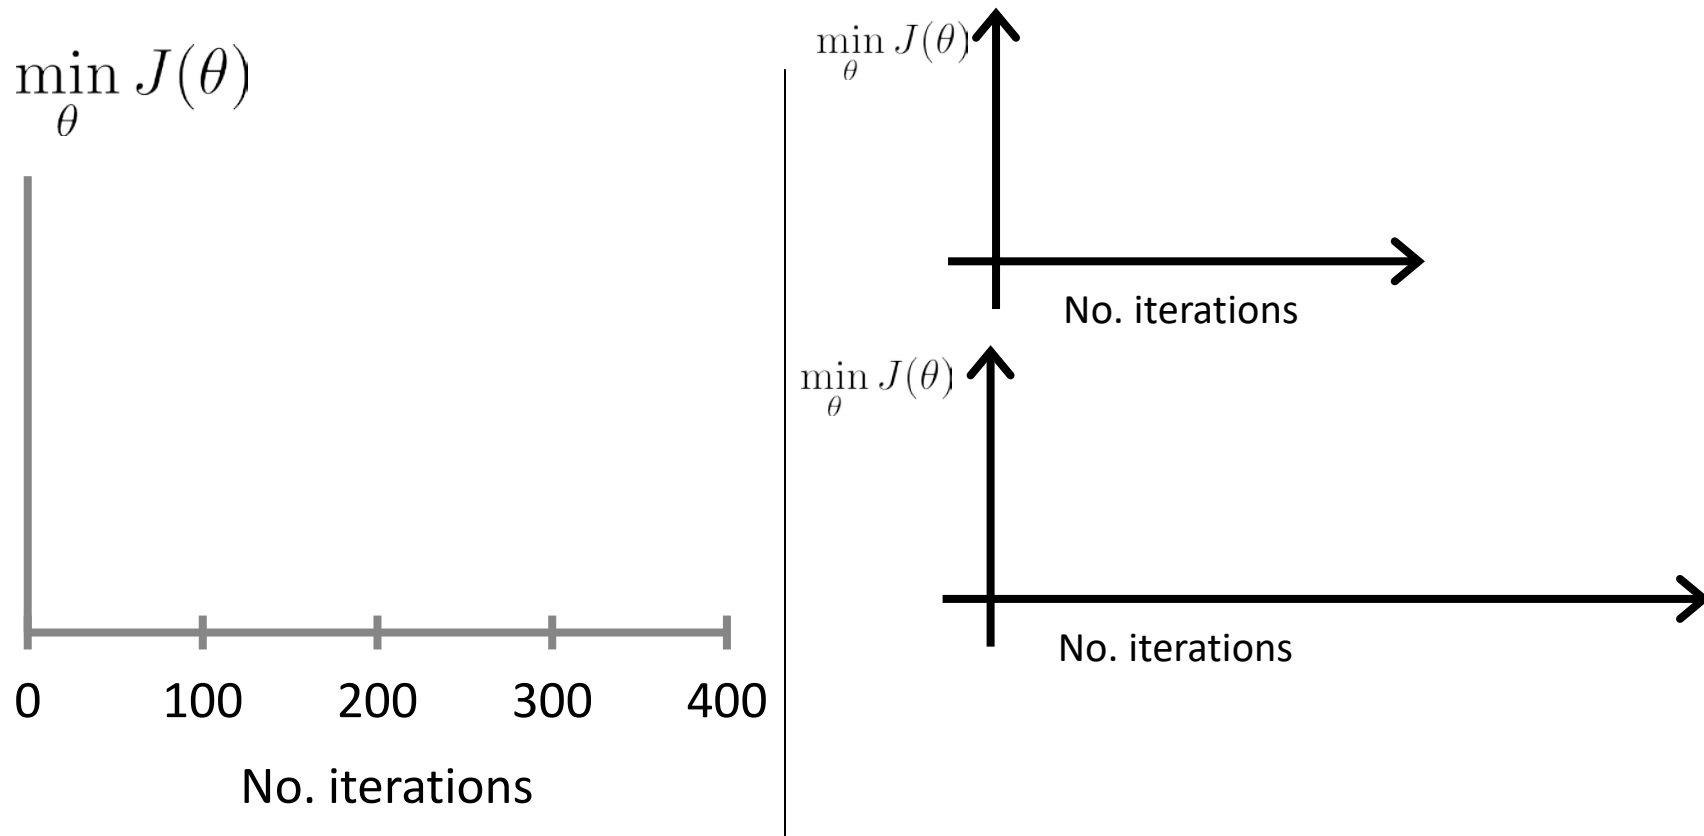 min J(θ)
θ
0 100 200 300 400
No. iterations
min J(θ)
θ
No. iterations
min J(θ)
θ
No. iterations